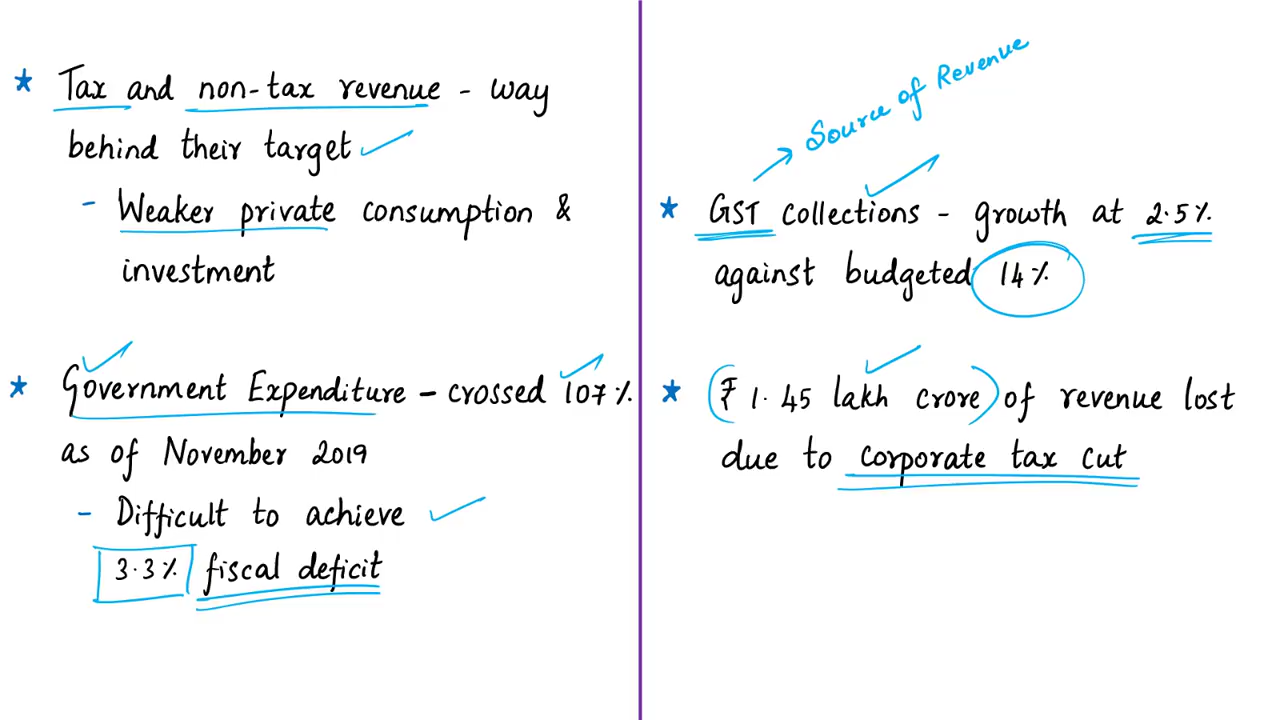 ★ Tax and non-tax revenue - way
behind their target
- Weaker private consumption &
investment
★ Government Expenditure - crossed 107%
as of November 2019
- Difficult to achieve
3.3% fiscal deficit
→ Source of Revenue
★ GST collections - growth at 2.5%
against budgeted 14%
★ (₹ 1.45 lakh crore) of revenue lost
due to corporate tax cut